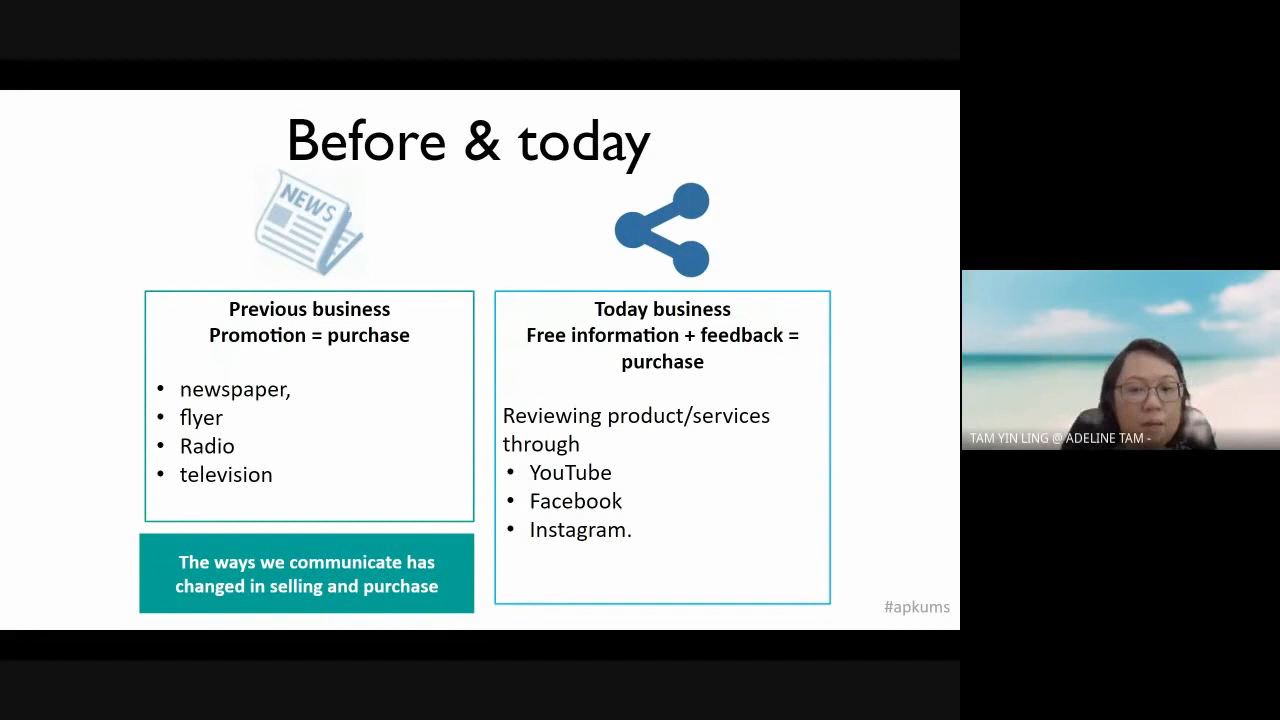 Before & today
NEWS
Previous business
Promotion = purchase
• newspaper,
• flyer
• Radio
• television
The ways we communicate has
changed in selling and purchase
Today business
Free information + feedback =
purchase
Reviewing product/services
through
• YouTube
• Facebook
• Instagram.
#apkums
TAM YIN LING @ ADELINE TAM -